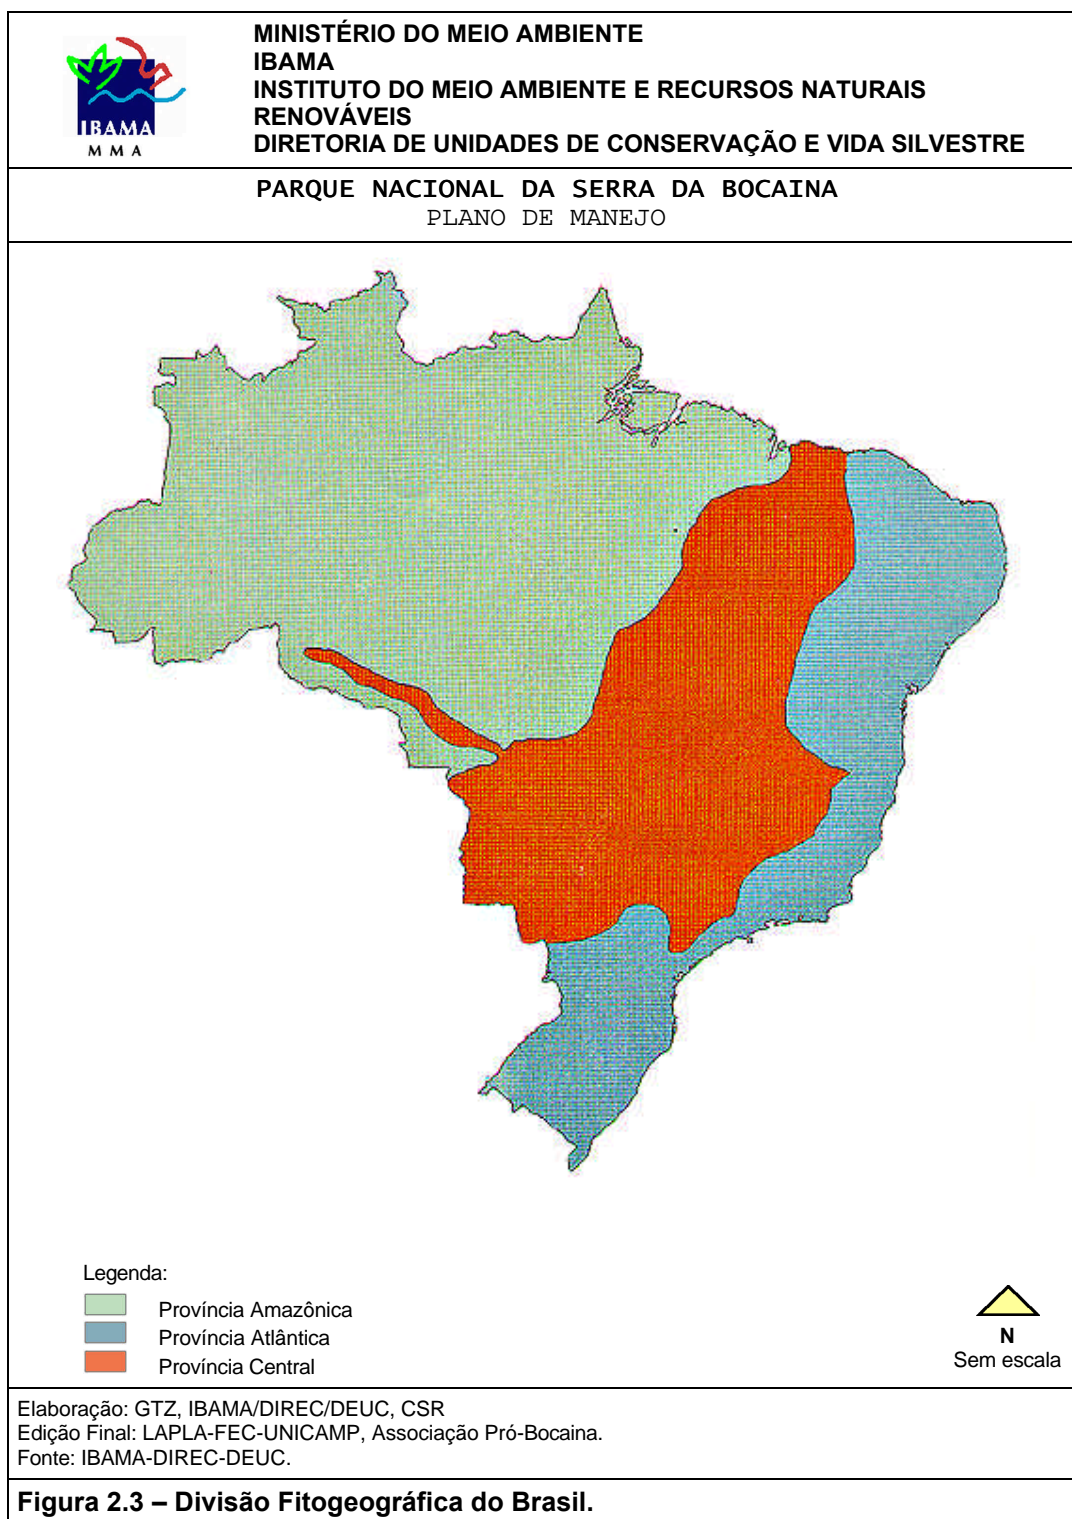 IBAMA
M M A
MINISTÉRIO DO MEIO AMBIENTE
IBAMA
INSTITUTO DO MEIO AMBIENTE E RECURSOS NATURAIS
RENOVÁVEIS
DIRETORIA DE UNIDADES DE CONSERVAÇÃO E VIDA SILVESTRE
PARQUE NACIONAL DA SERRA DA BOCAINA
PLANO DE MANEJO
Legenda:
Província Amazônica
Província Atlântica
Província Central
N
Sem escala
Elaboração: GTZ, IBAMA/DIREC/DEUC, CSR
Edição Final: LAPLA-FEC-UNICAMP, Associação Pró-Bocaina.
Fonte: IBAMA-DIREC-DEUC.
Figura 2.3 – Divisão Fitogeográfica do Brasil.